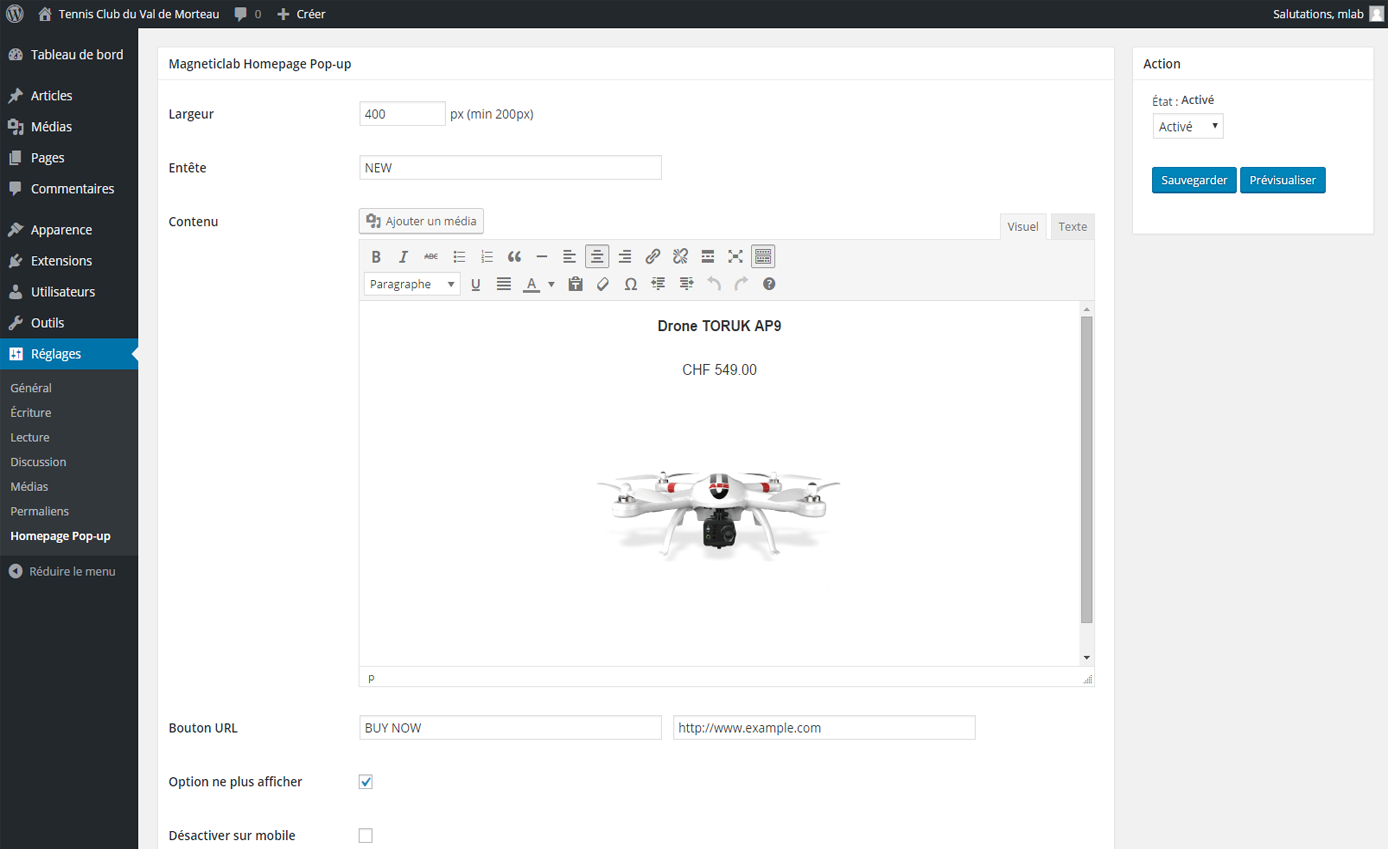 Tennis Club du Val de Morteau 0 Créer Salutations, mlab
Tableau de bord
Articles
Médias
Pages
Commentaires
Apparence
Extensions
Utilisateurs
Outils
Réglages
Général
Écriture
Lecture
Discussion
Médias
Permaliens
Homepage Pop-up
Réduire le menu
Magneticlab Homepage Pop-up
Largeur 400 px (min 200px)
Entête NEW
Contenu Ajouter un média Visuel Texte
B I ABC
Paragraphe U A Ω ?
Drone TORUK AP9
CHF 549.00
p
Bouton URL BUY NOW http://www.example.com
Option ne plus afficher
Désactiver sur mobile
Action
État : Activé
Activé
Sauvegarder Prévisualiser